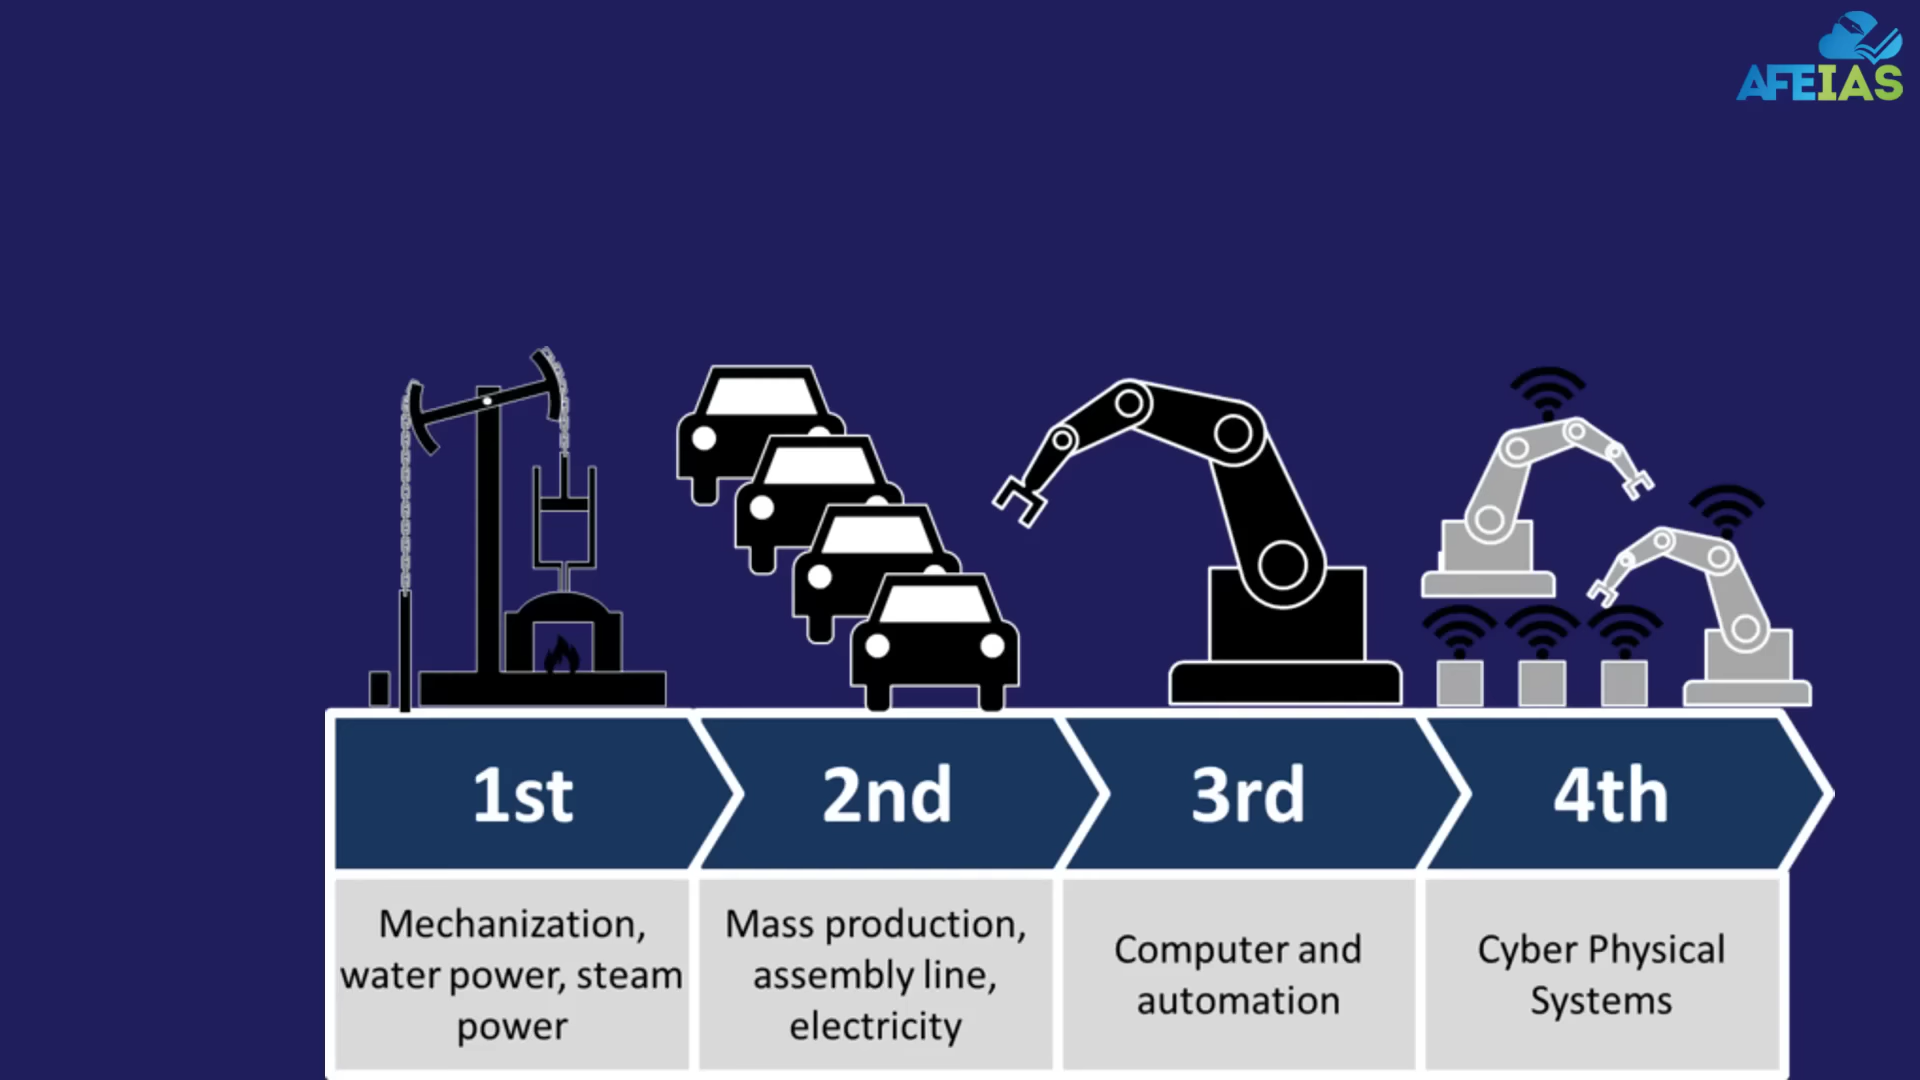 AFEIAS
1st
2nd
3rd
4th
Mechanization,
water power, steam
power
Mass production,
assembly line,
electricity
Computer and
automation
Cyber Physical
Systems